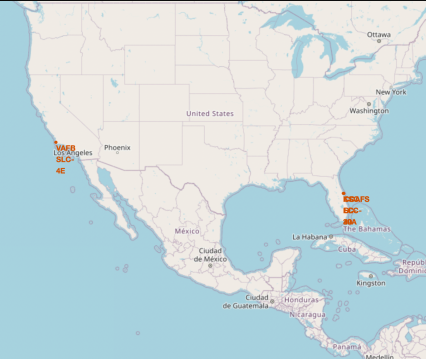 Ottawa
New York
United States
Washington
VAFB
Los Angeles
Phoenix
SLC-
4E
La Habana
The Bahamas
México
Cuba
Ciudad
de México
Kingston
Ciudad
de Guatemala
Honduras
Nicaragua
Panamá
Medellín